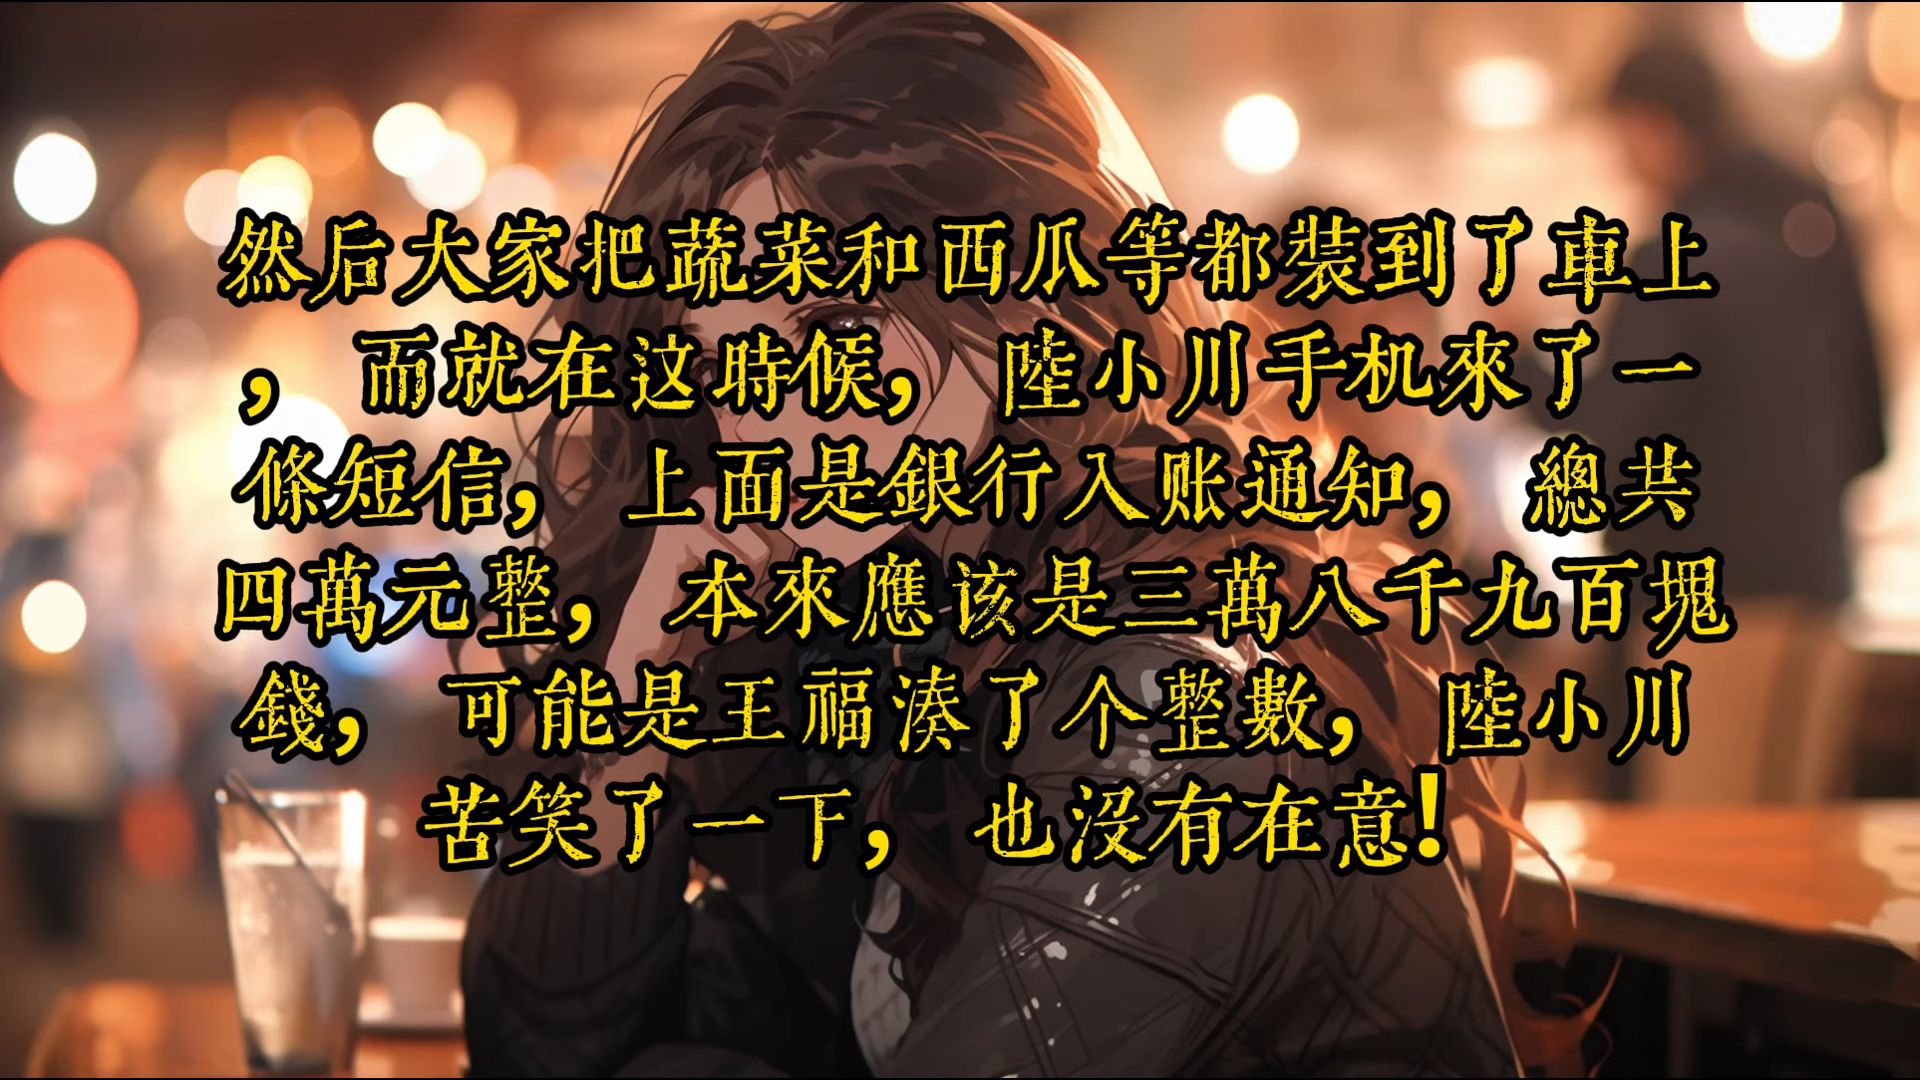 然后大家把蔬菜和西瓜等都裝到了車上
，而就在这時候，陸小川手机來了一
條短信，上面是銀行入账通知，總共
四萬元整，本來應该是三萬八千九百塊
錢，可能是王福湊了个整數，陸小川
苦笑了一下，也沒有在意！